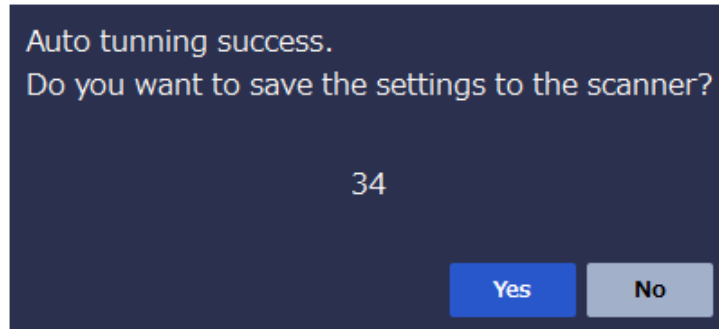 Auto tunning success.
Do you want to save the settings to the scanner?
34
Yes No